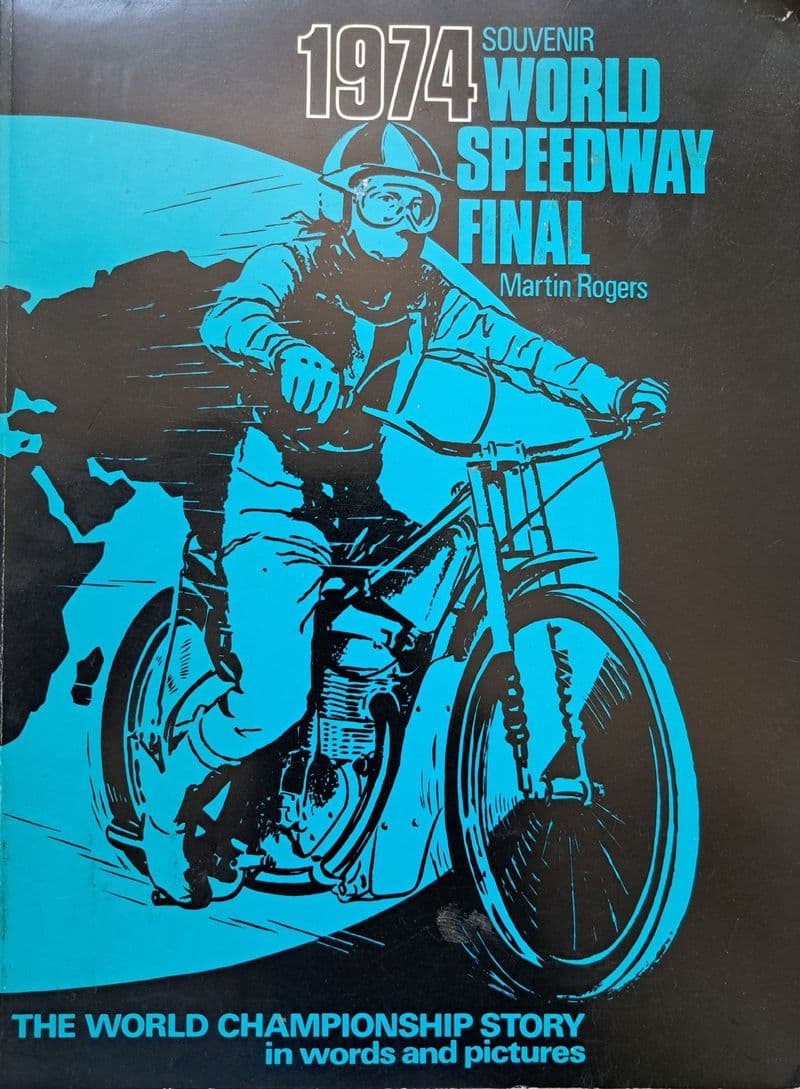 1974
SOUVENIR
WORLD
SPEEDWAY
FINAL
Martin Rogers
THE WORLD CHAMPIONSHIP STORY
in words and pictures